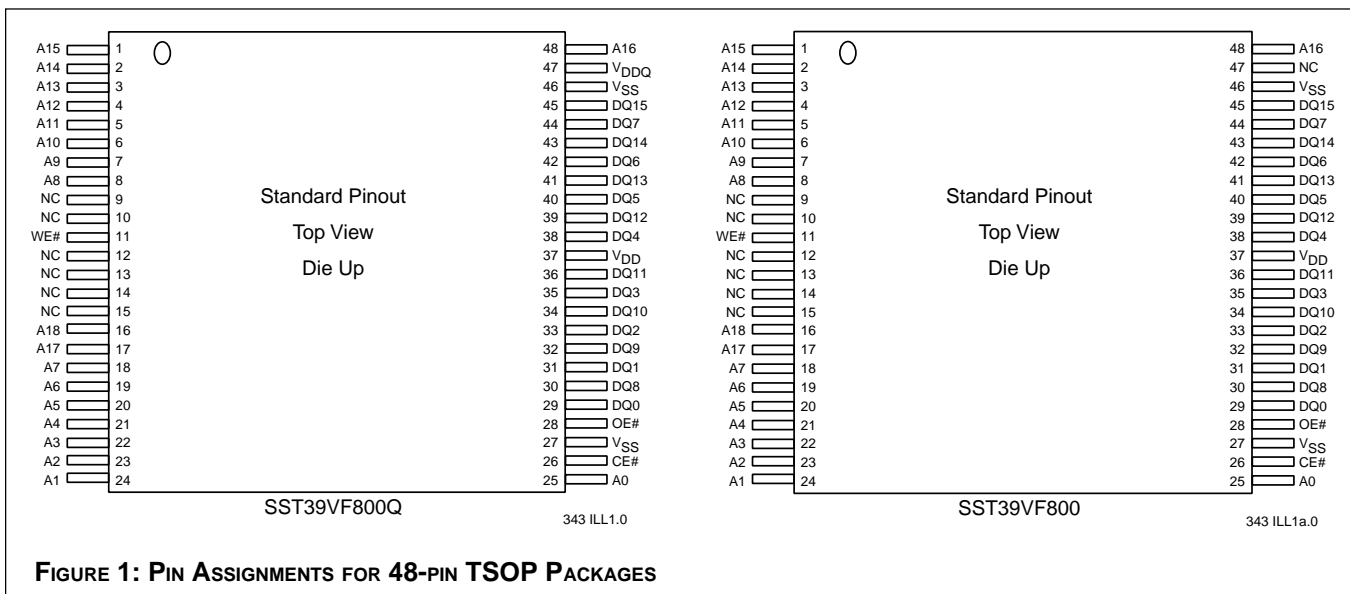 A15 1 48 A16
A14 2 47 VDDQ
A13 3 46 VSS
A12 4 45 DQ15
A11 5 44 DQ7
A10 6 43 DQ14
A9 7 42 DQ6
A8 8 41 DQ13
NC 9 40 DQ5
NC 10 39 DQ12
WE# 11 38 DQ4
NC 12 37 VDD
NC 13 36 DQ11
NC 14 35 DQ3
NC 15 34 DQ10
A18 16 33 DQ2
A17 17 32 DQ9
A7 18 31 DQ1
A6 19 30 DQ8
A5 20 29 DQ0
A4 21 28 OE#
A3 22 27 VSS
A2 23 26 CE#
A1 24 25 A0
Standard Pinout
Top View
Die Up
SST39VF800Q
343 ILL1.0
A15 1 48 A16
A14 2 47 NC
A13 3 46 VSS
A12 4 45 DQ15
A11 5 44 DQ7
A10 6 43 DQ14
A9 7 42 DQ6
A8 8 41 DQ13
NC 9 40 DQ5
NC 10 39 DQ12
WE# 11 38 DQ4
NC 12 37 VDD
NC 13 36 DQ11
NC 14 35 DQ3
NC 15 34 DQ10
A18 16 33 DQ2
A17 17 32 DQ9
A7 18 31 DQ1
A6 19 30 DQ8
A5 20 29 DQ0
A4 21 28 OE#
A3 22 27 VSS
A2 23 26 CE#
A1 24 25 A0
Standard Pinout
Top View
Die Up
SST39VF800
343 ILL1a.0
FIGURE 1: PIN ASSIGNMENTS FOR 48-PIN TSOP PACKAGES